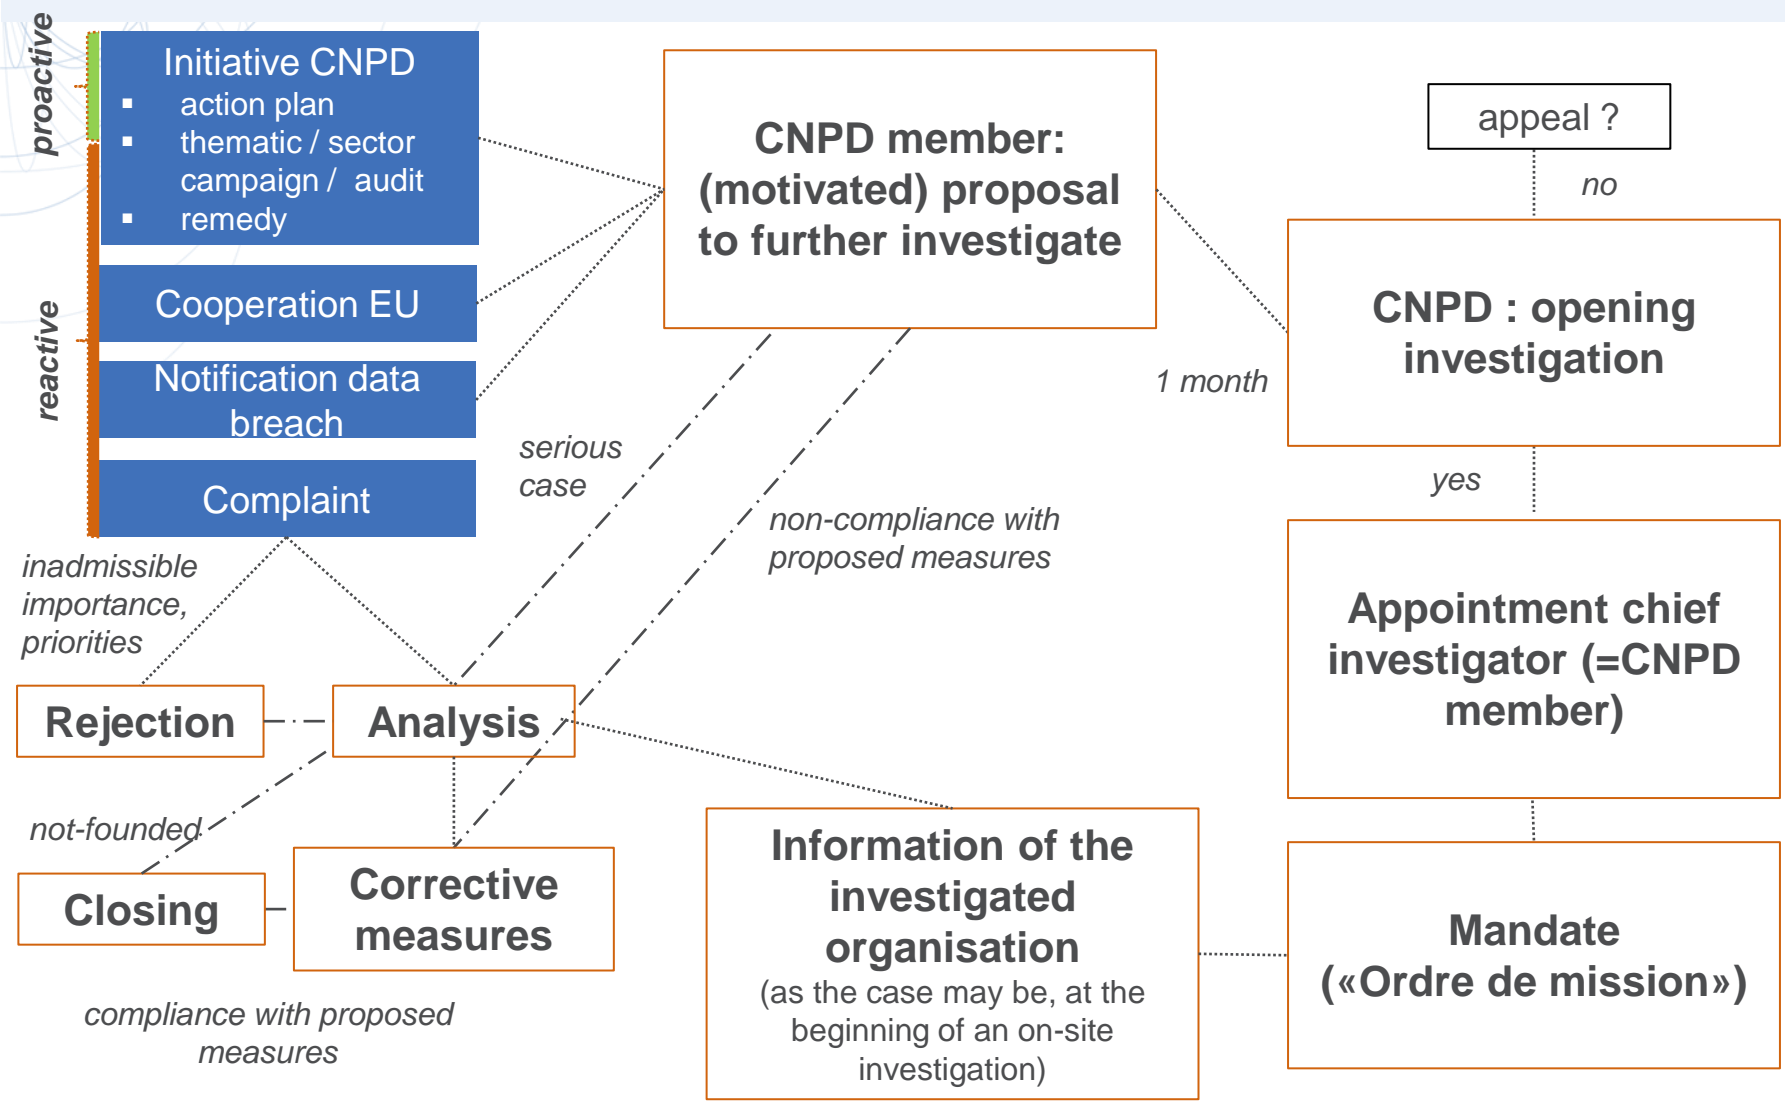 proactive
reactive
Initiative CNPD
▪ action plan
▪ thematic / sector
campaign / audit
▪ remedy
Cooperation EU
Notification data
breach
Complaint
CNPD member:
(motivated) proposal
to further investigate
appeal ?
no
CNPD : opening
investigation
1 month
yes
serious
case
non-compliance with
proposed measures
inadmissible
importance,
priorities
Appointment chief
investigator (=CNPD
member)
Rejection
Analysis
not-founded
Closing
Corrective
measures
compliance with proposed
measures
Information of the
investigated
organisation
(as the case may be, at the
beginning of an on-site
investigation)
Mandate
(«Ordre de mission»)